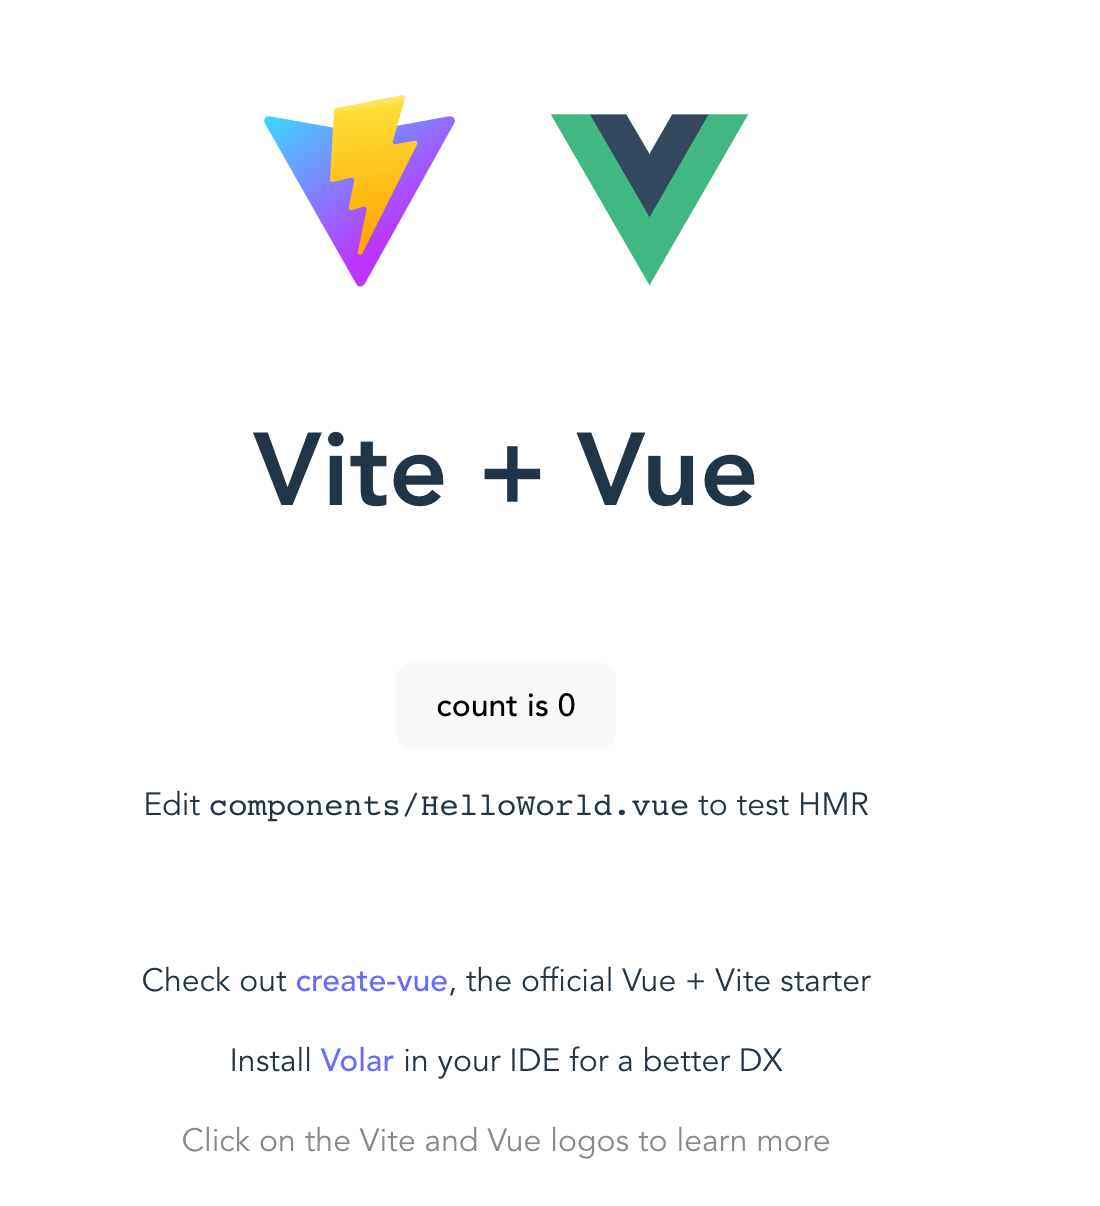 Vite + Vue
count is 0
Edit components/HelloWorld.vue to test HMR
Check out create-vue, the official Vue + Vite starter
Install Volar in your IDE for a better DX
Click on the Vite and Vue logos to learn more